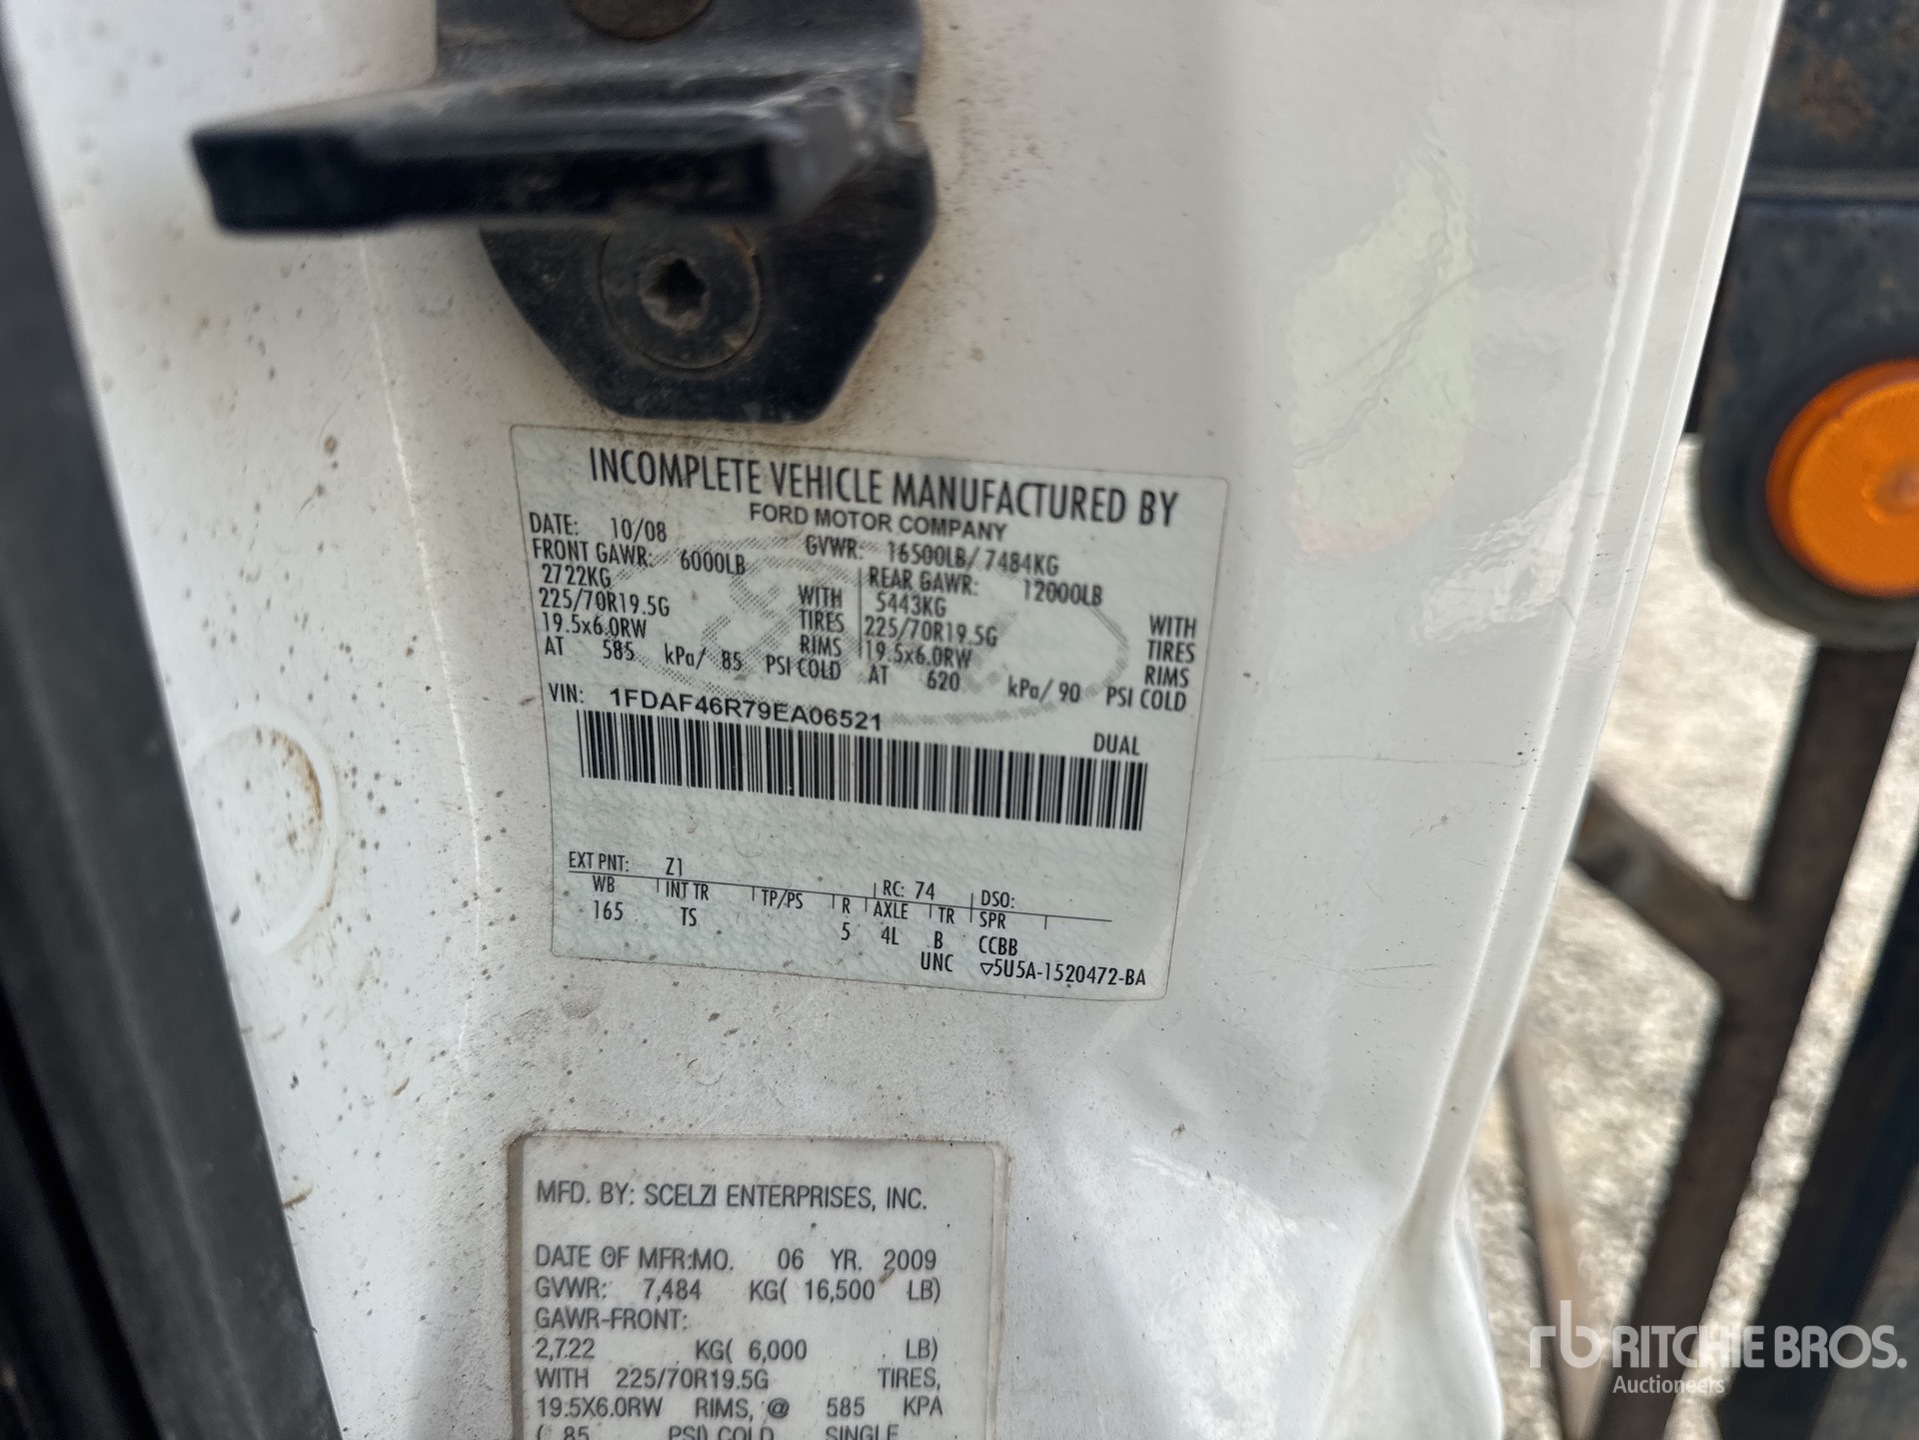 INCOMPLETE VEHICLE MANUFACTURED BY
FORD MOTOR COMPANY
DATE: 10/08 GVWR: 16500LB/ 7484KG
FRONT GAWR: 6000LB REAR GAWR: 12000LB
2722KG WITH 5443KG WITH
225/70R19.5G TIRES 225/70R19.5G TIRES
19.5x6.0RW RIMS 19.5x6.0RW RIMS
AT 585 kPa/ 85 PSI COLD AT 620 kPa/ 90 PSI COLD
VIN: 1FDAF46R79EA06521
DUAL
EXT PNT: Z1 RC: 74 DSO:
WB INT TR TP/PS R AXLE TR SPR
165 TS 5 4L B CCBB
UNC ▽5U5A-1520472-BA
MFD. BY: SCELZI ENTERPRISES, INC.
DATE OF MFR:MO. 06 YR. 2009
GVWR: 7,484 KG( 16,500 LB)
GAWR-FRONT:
2,722 KG( 6,000 LB)
WITH 225/70R19.5G TIRES,
19.5X6.0RW RIMS, @ 585 KPA
( 85 PSI) COLD SINGLE
rb RITCHIE BROS.
Auctioneers